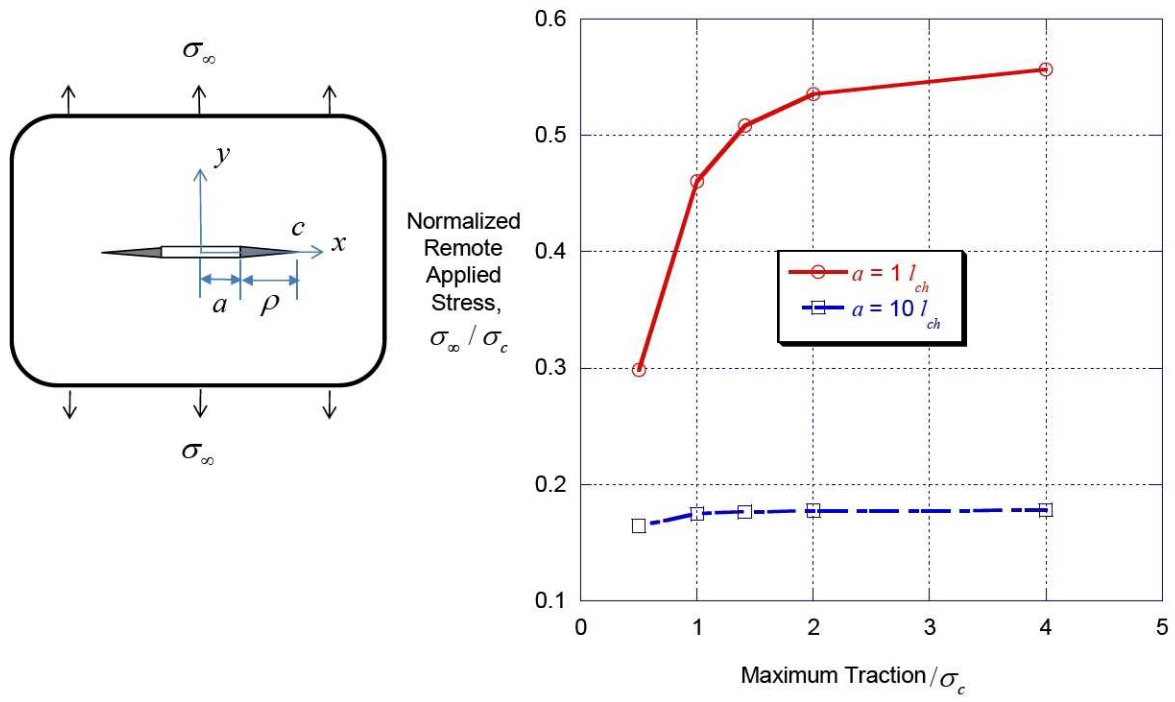 σ∞
y
c
x
a
ρ
σ∞
Normalized
Remote
Applied
Stress,
σ∞ / σc
0.6
0.5
0.4
0.3
0.2
0.1
a = 1 lch
a = 10 lch
0 1 2 3 4 5
Maximum Traction/σc